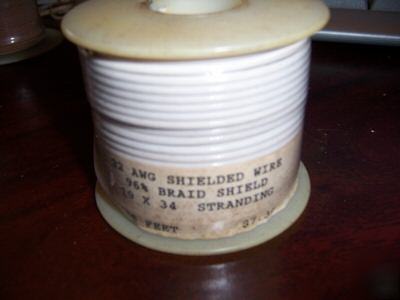 22 AWG SHIELDED WIRE
96% BRAID SHIELD
19 X 34 STRANDING
FEET